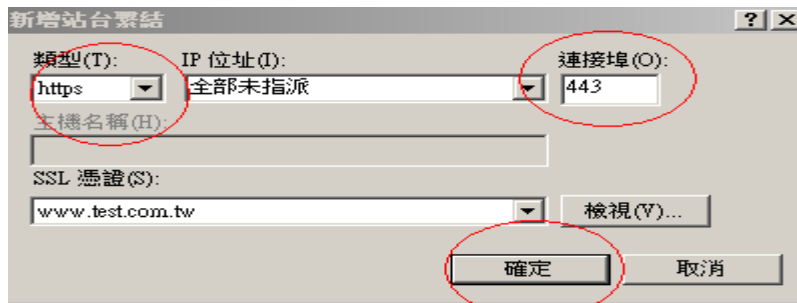 新增站台繫結
類型(T): IP 位址(I): 連接埠(O):
https 全部未指派 443
主機名稱(H):
SSL 憑證(S):
www.test.com.tw 檢視(V)...
確定 取消